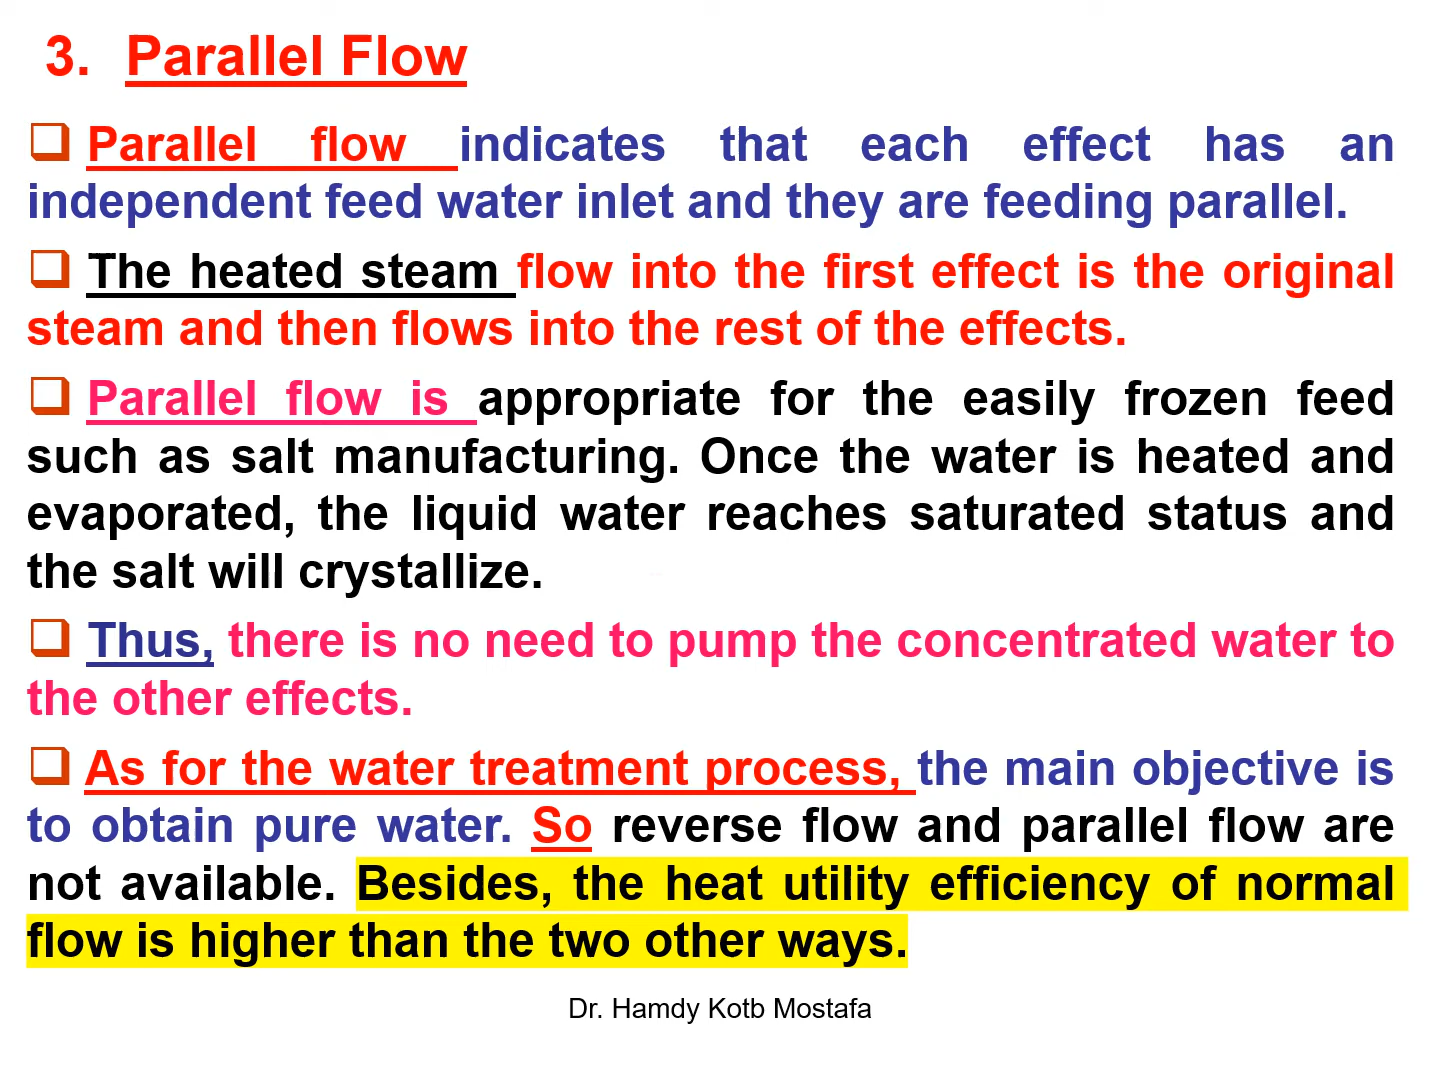 3. Parallel Flow
❑ Parallel flow indicates that each effect has an
independent feed water inlet and they are feeding parallel.
❑ The heated steam flow into the first effect is the original
steam and then flows into the rest of the effects.
❑ Parallel flow is appropriate for the easily frozen feed
such as salt manufacturing. Once the water is heated and
evaporated, the liquid water reaches saturated status and
the salt will crystallize.
❑ Thus, there is no need to pump the concentrated water to
the other effects.
❑ As for the water treatment process, the main objective is
to obtain pure water. So reverse flow and parallel flow are
not available. Besides, the heat utility efficiency of normal
flow is higher than the two other ways.
Dr. Hamdy Kotb Mostafa